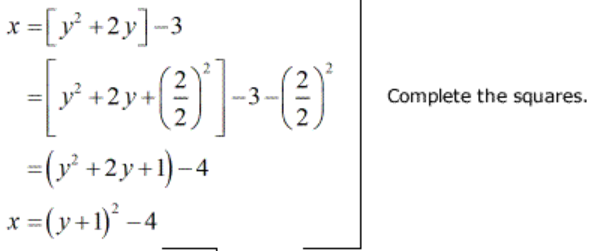 x = [y² + 2y] − 3
= [y² + 2y + (2/2)²] − 3 − (2/2)²
Complete the squares.
= (y² + 2y + 1) − 4
x = (y + 1)² − 4